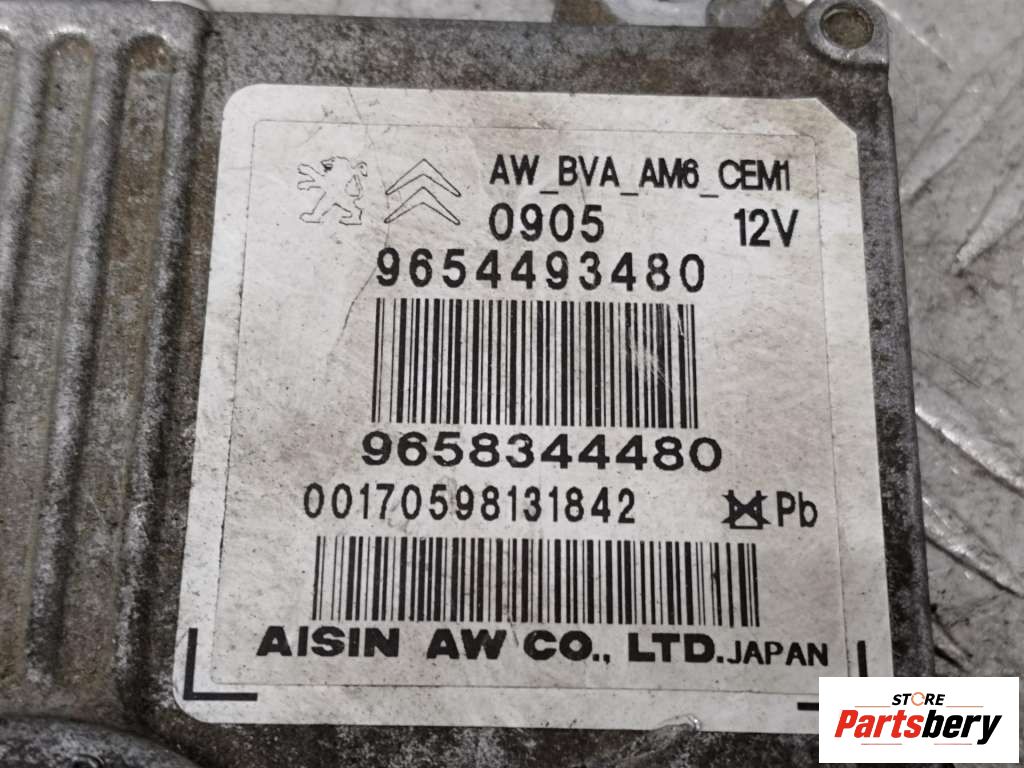 AW_BVA_AM6_CEM1
0905 12V
9654493480
9658344480
00170598131842 Pb
AISIN AW CO., LTD. JAPAN
STORE
Partsbery